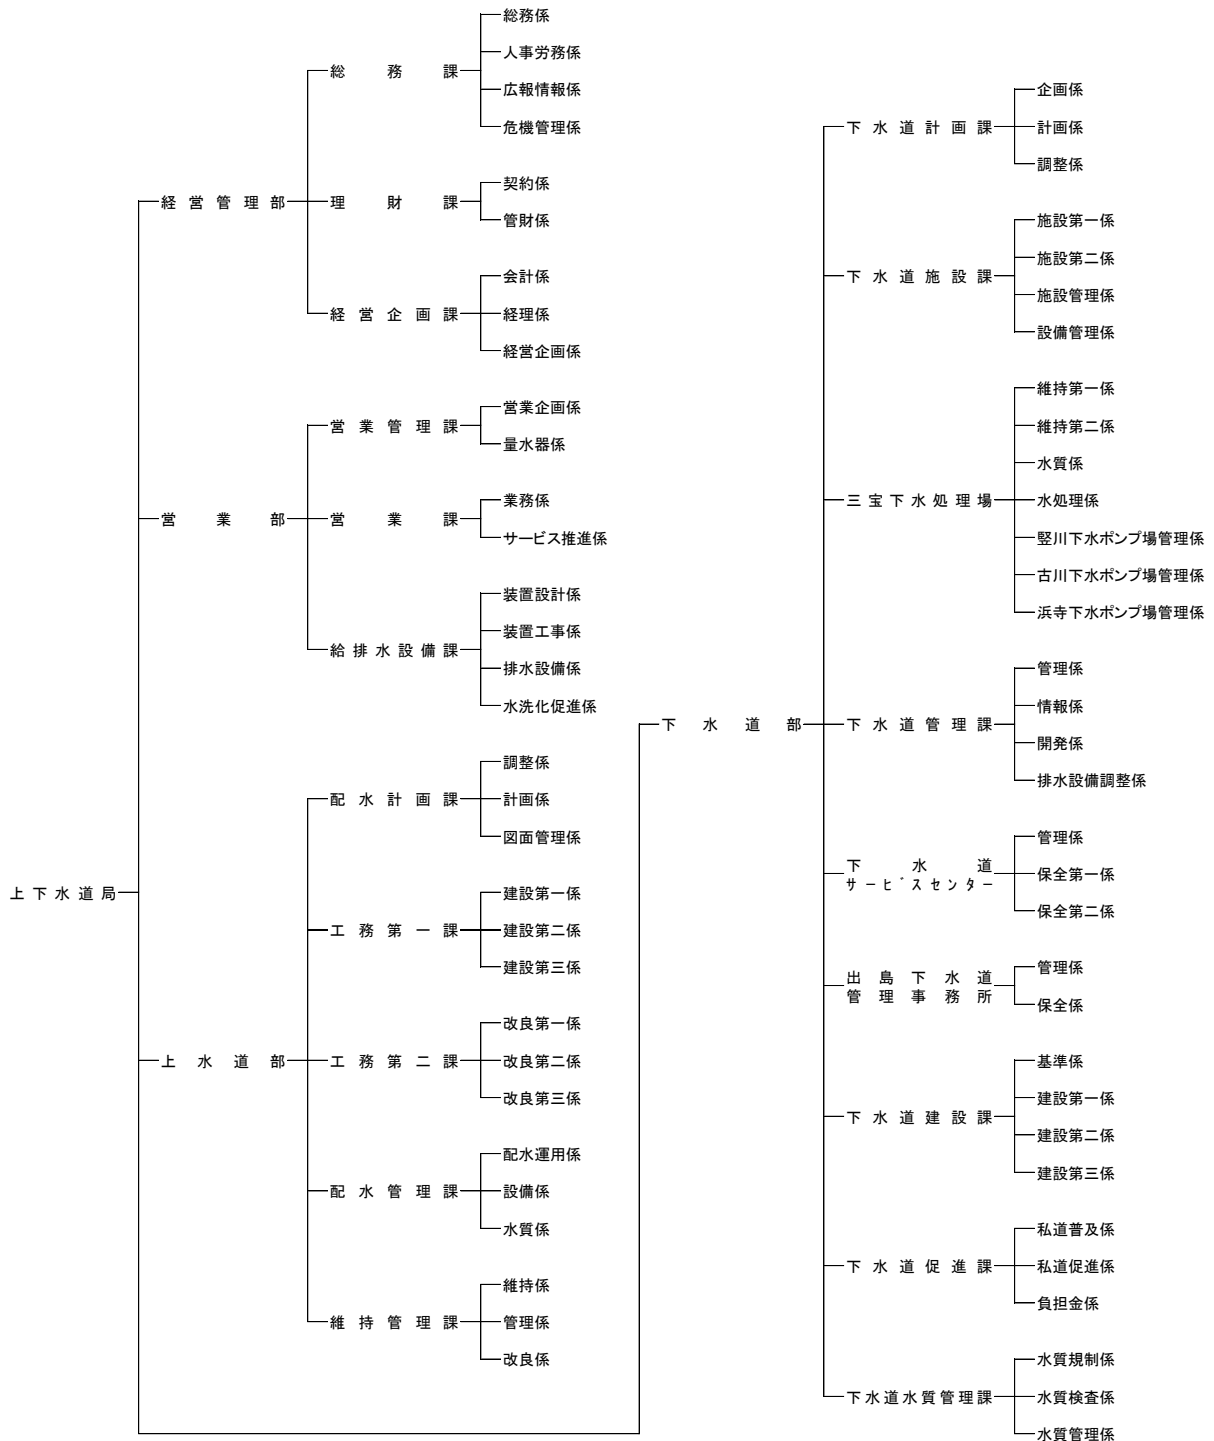 上下水道局
経営管理部
総務課
総務係
人事労務係
広報情報係
危機管理係
理財課
契約係
管財係
経営企画課
会計係
経理係
経営企画係
営業部
営業管理課
営業企画係
量水器係
営業課
業務係
サービス推進係
給排水設備課
装置設計係
装置工事係
排水設備係
水洗化促進係
上水道部
配水計画課
調整係
計画係
図面管理係
工務第一課
建設第一係
建設第二係
建設第三係
工務第二課
改良第一係
改良第二係
改良第三係
配水管理課
配水運用係
設備係
水質係
維持管理課
維持係
管理係
改良係
下水道部
下水道計画課
企画係
計画係
調整係
下水道施設課
施設第一係
施設第二係
施設管理係
設備管理係
三宝下水処理場
維持第一係
維持第二係
水質係
水処理係
竪川下水ポンプ場管理係
古川下水ポンプ場管理係
浜寺下水ポンプ場管理係
下水道管理課
管理係
情報係
開発係
排水設備調整係
下水道
サービスセンター
管理係
保全第一係
保全第二係
出島下水道
管理事務所
管理係
保全係
下水道建設課
基準係
建設第一係
建設第二係
建設第三係
下水道促進課
私道普及係
私道促進係
負担金係
下水道水質管理課
水質規制係
水質検査係
水質管理係